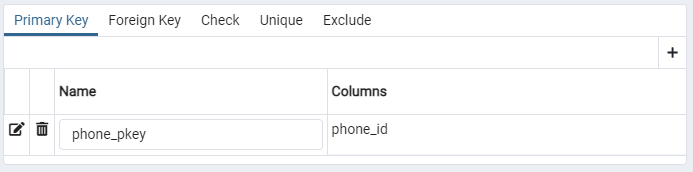 Primary Key Foreign Key Check Unique Exclude
+
Name Columns
phone_pkey phone_id